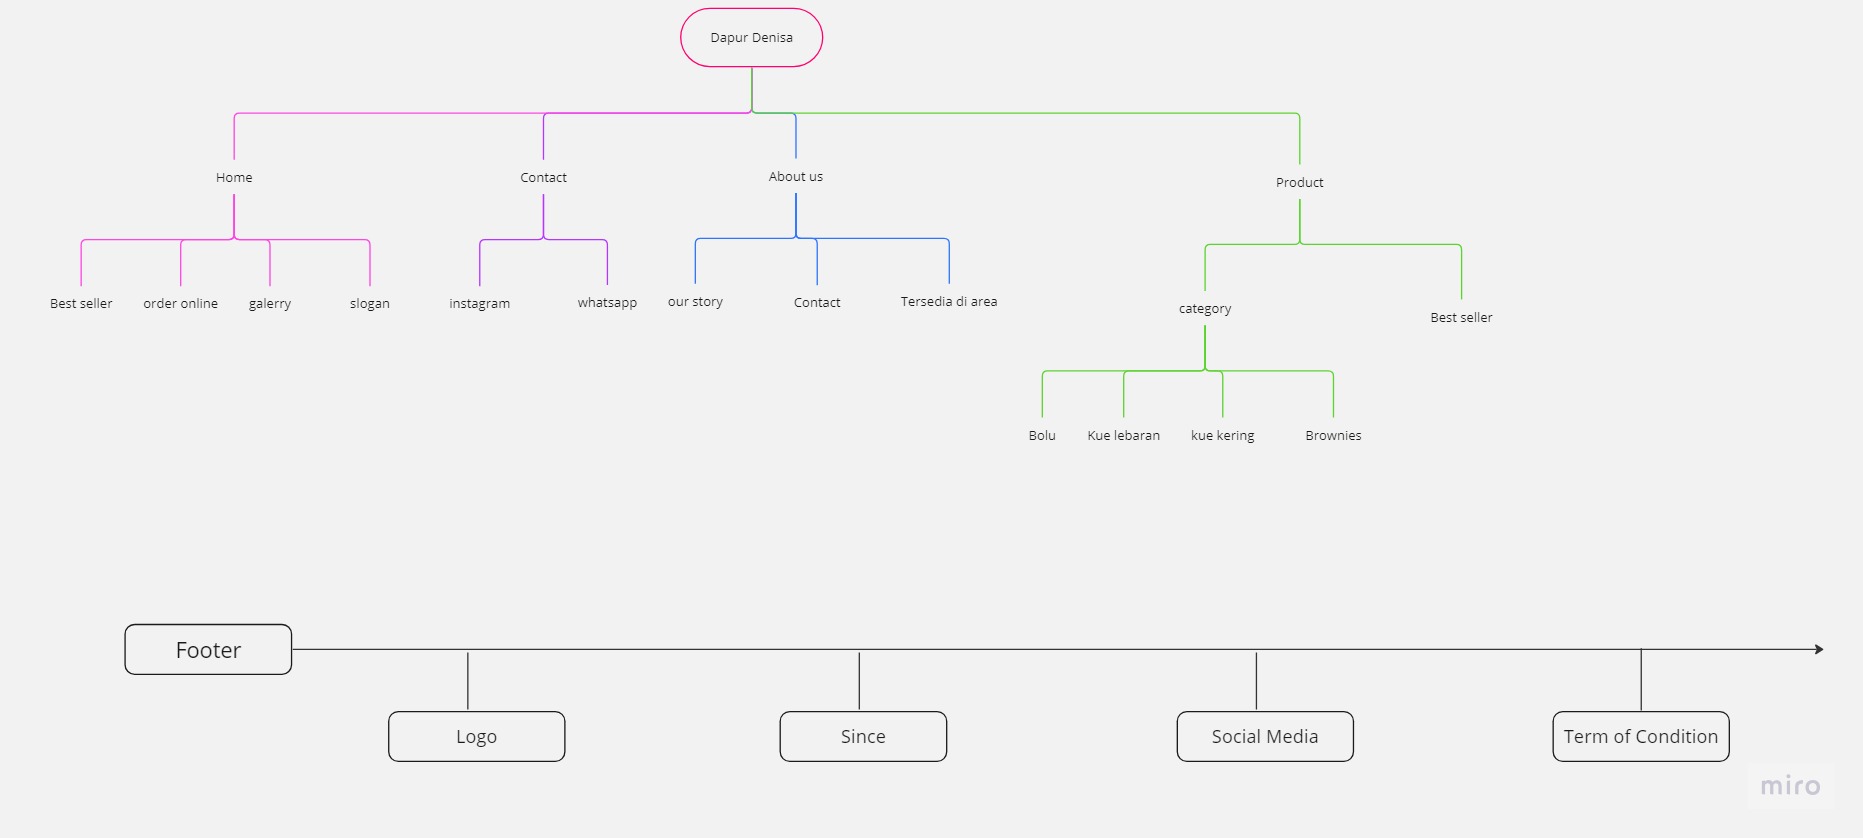 Dapur Denisa
Home
Contact
About us
Product
Best seller
order online
galerry
slogan
instagram
whatsapp
our story
Contact
Tersedia di area
category
Best seller
Bolu
Kue lebaran
kue kering
Brownies
Footer
Logo
Since
Social Media
Term of Condition
miro